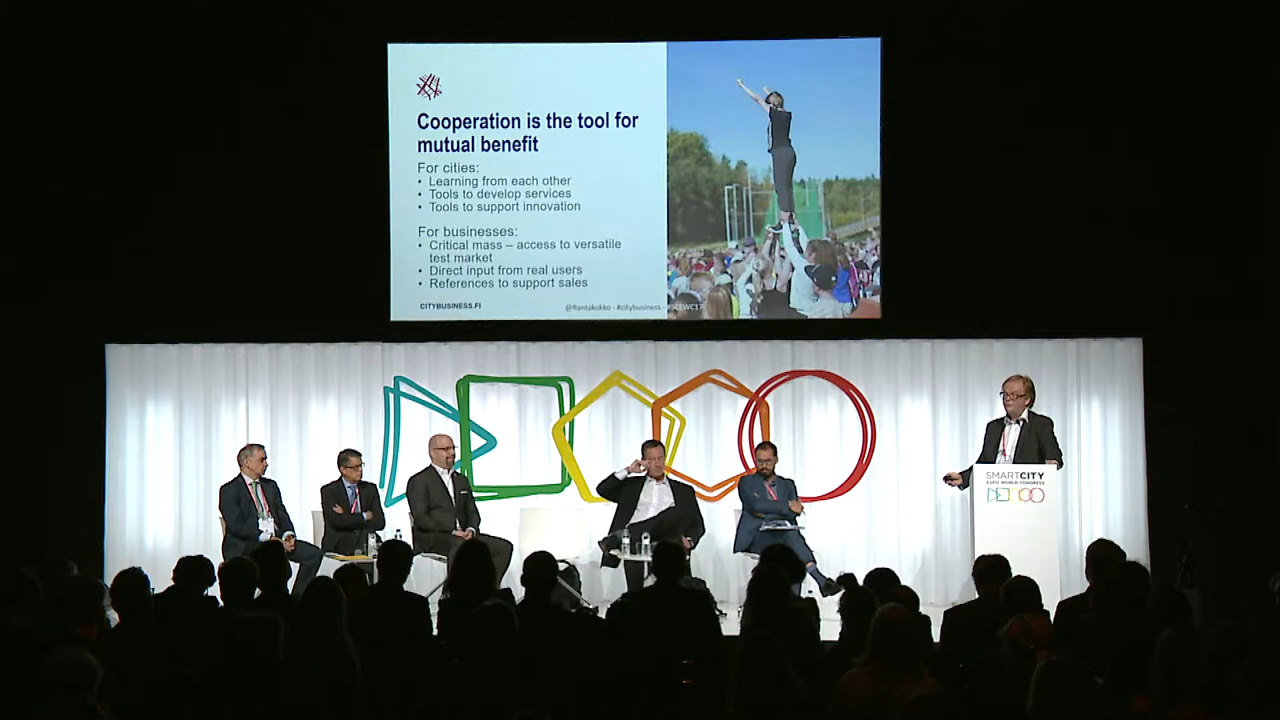 Cooperation is the tool for
mutual benefit
For cities:
• Learning from each other
• Tools to develop services
• Tools to support innovation
For businesses:
• Critical mass – access to versatile
test market
• Direct input from real users
• References to support sales
CITYBUSINESS.FI
@Rantakokko - #citybusiness -
SMARTCITY
EXPO WORLD CONGRESS